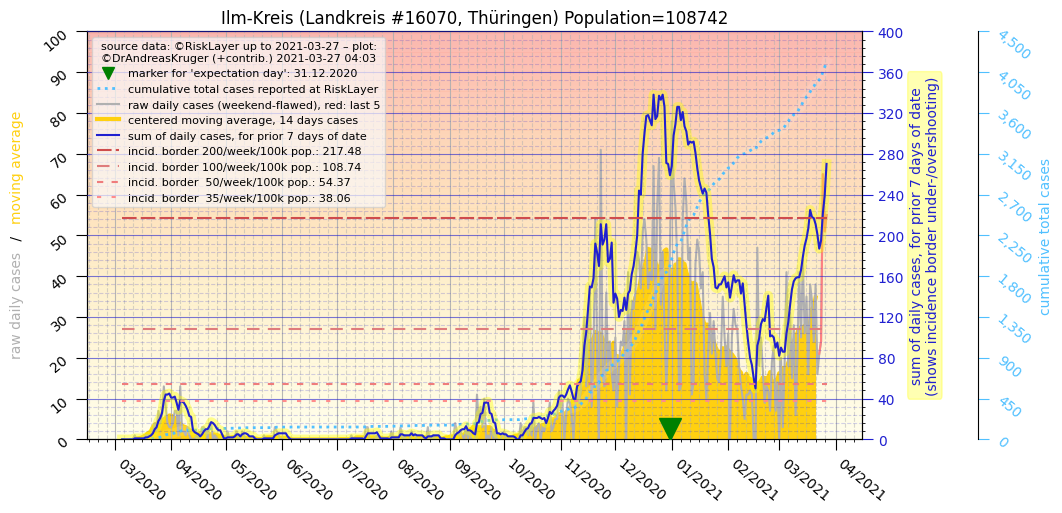 Ilm-Kreis (Landkreis #16070, Thüringen) Population=108742
source data: ©RiskLayer up to 2021-03-27 – plot:
©DrAndreasKruger (+contrib.) 2021-03-27 04:03
marker for 'expectation day': 31.12.2020
cumulative total cases reported at RiskLayer
raw daily cases (weekend-flawed), red: last 5
centered moving average, 14 days cases
sum of daily cases, for prior 7 days of date
incid. border 200/week/100k pop.: 217.48
incid. border 100/week/100k pop.: 108.74
incid. border  50/week/100k pop.: 54.37
incid. border  35/week/100k pop.: 38.06
raw daily cases  /  moving average
100
90
80
70
60
50
40
30
20
10
0
03/2020
04/2020
05/2020
06/2020
07/2020
08/2020
09/2020
10/2020
11/2020
12/2020
01/2021
02/2021
03/2021
04/2021
400
360
320
280
240
200
160
120
80
40
0
sum of daily cases, for prior 7 days of date
(shows incidence border under-/overshooting)
4,500
4,050
3,600
3,150
2,700
2,250
1,800
1,350
900
450
0
cumulative total cases